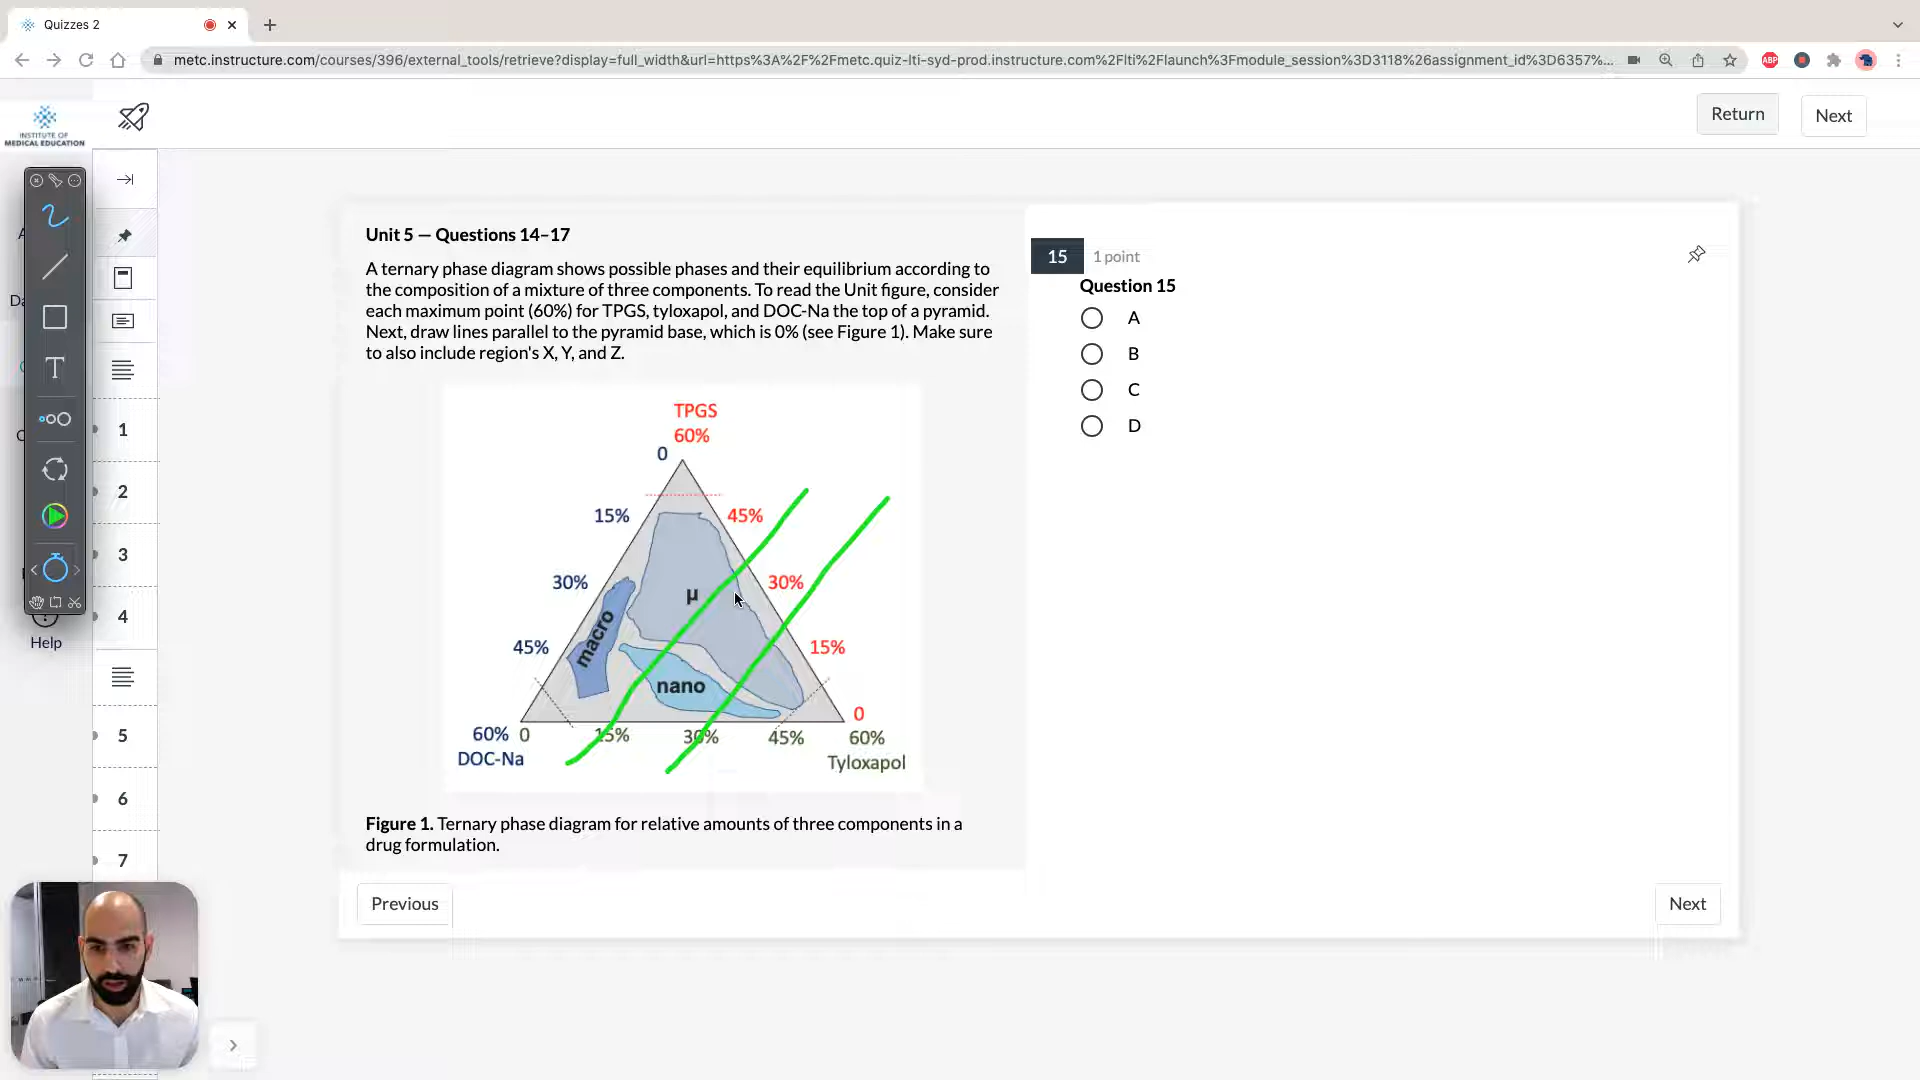 Quizzes 2
metc.instructure.com/courses/396/external_tools/retrieve?display=full_width&url=https%3A%2F%2Fmetc.quiz-lti-syd-prod.instructure.com%2Flti%2Flaunch%3Fmodule_session%3D3118%26assignment_id%3D6357%...
ABP
INSTITUTE OF
MEDICAL EDUCATION
Return
Next
T
Help
1
2
3
4
5
6
7
Unit 5 — Questions 14–17
A ternary phase diagram shows possible phases and their equilibrium according to
the composition of a mixture of three components. To read the Unit figure, consider
each maximum point (60%) for TPGS, tyloxapol, and DOC-Na the top of a pyramid.
Next, draw lines parallel to the pyramid base, which is 0% (see Figure 1). Make sure
to also include region's X, Y, and Z.
TPGS
60%
0
15%
45%
30%
μ
30%
macro
45%
15%
nano
0
60%
0
15%
30%
45%
60%
DOC-Na
Tyloxapol
Figure 1. Ternary phase diagram for relative amounts of three components in a
drug formulation.
Previous
15
1 point
Question 15
A
B
C
D
Next